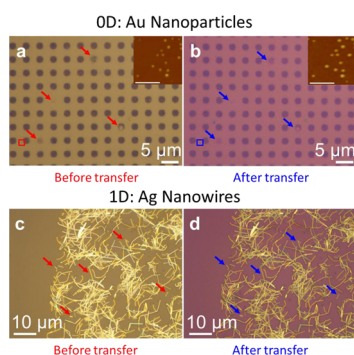 0D: Au Nanoparticles
a
b
5 µm
5 µm
Before transfer
After transfer
1D: Ag Nanowires
c
d
10 µm
10 µm
Before transfer
After transfer